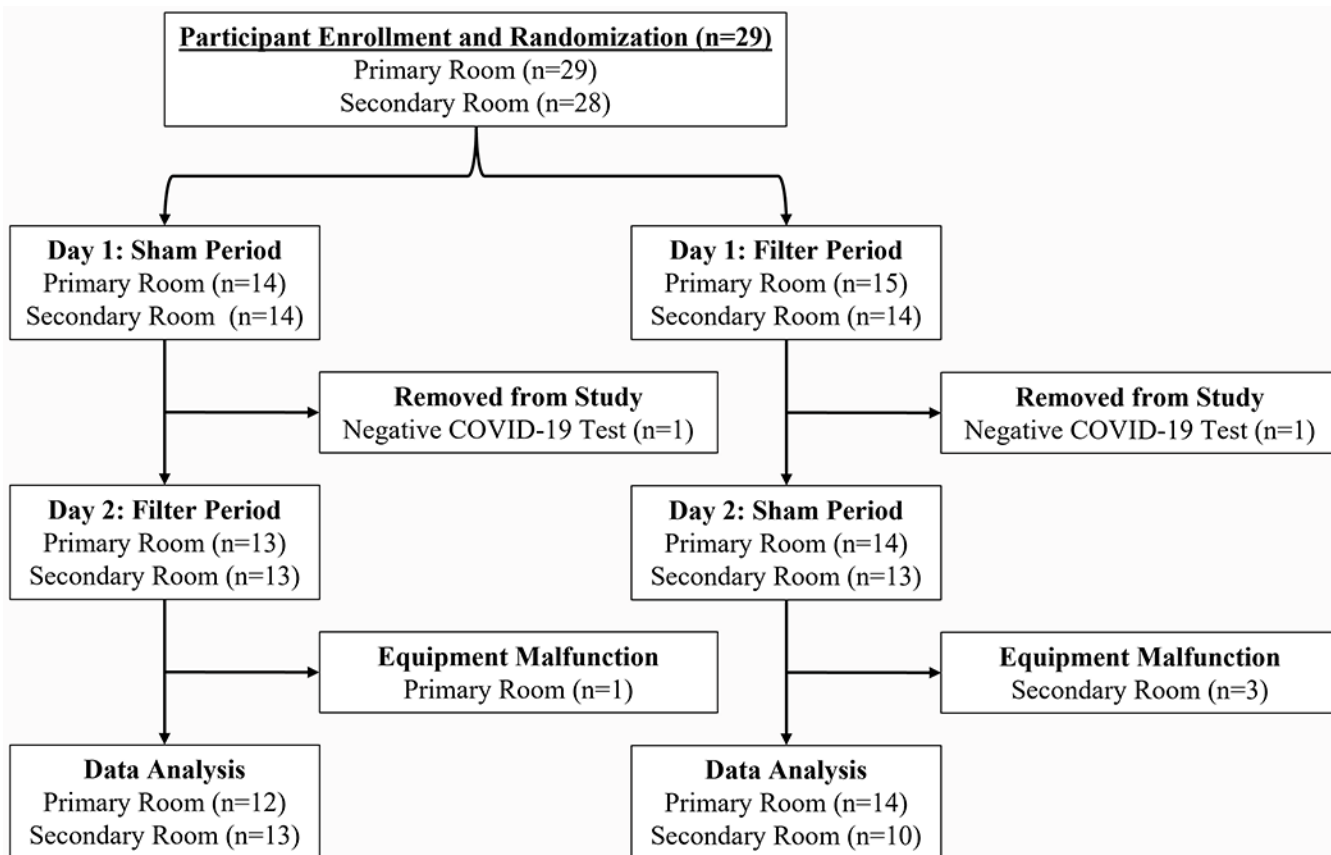 Participant Enrollment and Randomization (n=29)
Primary Room (n=29)
Secondary Room (n=28)
Day 1: Sham Period
Primary Room (n=14)
Secondary Room (n=14)
Day 1: Filter Period
Primary Room (n=15)
Secondary Room (n=14)
Removed from Study
Negative COVID-19 Test (n=1)
Removed from Study
Negative COVID-19 Test (n=1)
Day 2: Filter Period
Primary Room (n=13)
Secondary Room (n=13)
Day 2: Sham Period
Primary Room (n=14)
Secondary Room (n=13)
Equipment Malfunction
Primary Room (n=1)
Equipment Malfunction
Secondary Room (n=3)
Data Analysis
Primary Room (n=12)
Secondary Room (n=13)
Data Analysis
Primary Room (n=14)
Secondary Room (n=10)